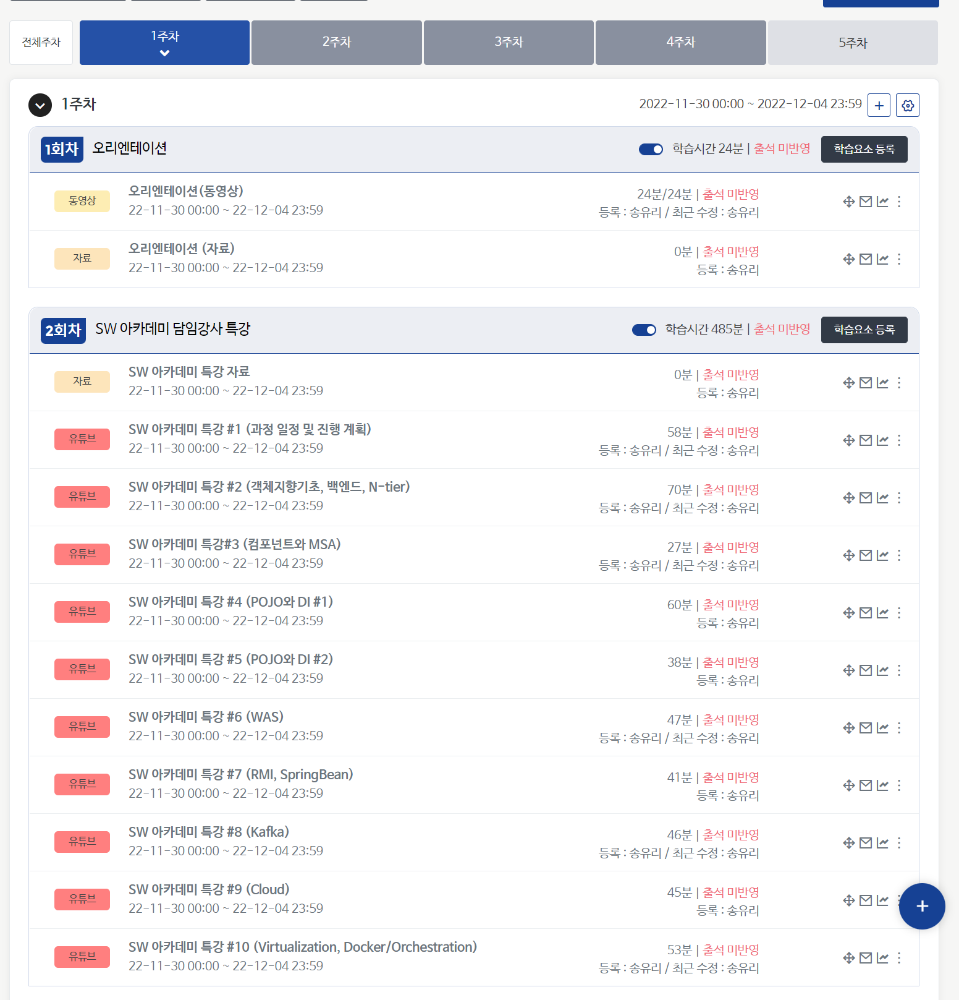 전체주차
1주차
2주차
3주차
4주차
5주차
1주차
2022-11-30 00:00 ~ 2022-12-04 23:59
1회차 오리엔테이션
학습시간 24분 | 출석 미반영
학습요소 등록
동영상
오리엔테이션(동영상)
22-11-30 00:00 ~ 22-12-04 23:59
24분/24분 | 출석 미반영
등록 : 송유리 / 최근 수정 : 송유리
자료
오리엔테이션 (자료)
22-11-30 00:00 ~ 22-12-04 23:59
0분 | 출석 미반영
등록 : 송유리
2회차 SW 아카데미 담임강사 특강
학습시간 485분 | 출석 미반영
학습요소 등록
자료
SW 아카데미 특강 자료
22-11-30 00:00 ~ 22-12-04 23:59
0분 | 출석 미반영
등록 : 송유리
유튜브
SW 아카데미 특강 #1 (과정 일정 및 진행 계획)
22-11-30 00:00 ~ 22-12-04 23:59
58분 | 출석 미반영
등록 : 송유리 / 최근 수정 : 송유리
유튜브
SW 아카데미 특강 #2 (객체지향기초, 백엔드, N-tier)
22-11-30 00:00 ~ 22-12-04 23:59
70분 | 출석 미반영
등록 : 송유리 / 최근 수정 : 송유리
유튜브
SW 아카데미 특강#3 (컴포넌트와 MSA)
22-11-30 00:00 ~ 22-12-04 23:59
27분 | 출석 미반영
등록 : 송유리 / 최근 수정 : 송유리
유튜브
SW 아카데미 특강 #4 (POJO와 DI #1)
22-11-30 00:00 ~ 22-12-04 23:59
60분 | 출석 미반영
등록 : 송유리
유튜브
SW 아카데미 특강 #5 (POJO와 DI #2)
22-11-30 00:00 ~ 22-12-04 23:59
38분 | 출석 미반영
등록 : 송유리
유튜브
SW 아카데미 특강 #6 (WAS)
22-11-30 00:00 ~ 22-12-04 23:59
47분 | 출석 미반영
등록 : 송유리 / 최근 수정 : 송유리
유튜브
SW 아카데미 특강 #7 (RMI, SpringBean)
22-11-30 00:00 ~ 22-12-04 23:59
41분 | 출석 미반영
등록 : 송유리
유튜브
SW 아카데미 특강 #8 (Kafka)
22-11-30 00:00 ~ 22-12-04 23:59
46분 | 출석 미반영
등록 : 송유리 / 최근 수정 : 송유리
유튜브
SW 아카데미 특강 #9 (Cloud)
22-11-30 00:00 ~ 22-12-04 23:59
45분 | 출석 미반영
등록 : 송유리
유튜브
SW 아카데미 특강 #10 (Virtualization, Docker/Orchestration)
22-11-30 00:00 ~ 22-12-04 23:59
53분 | 출석 미반영
등록 : 송유리 / 최근 수정 : 송유리